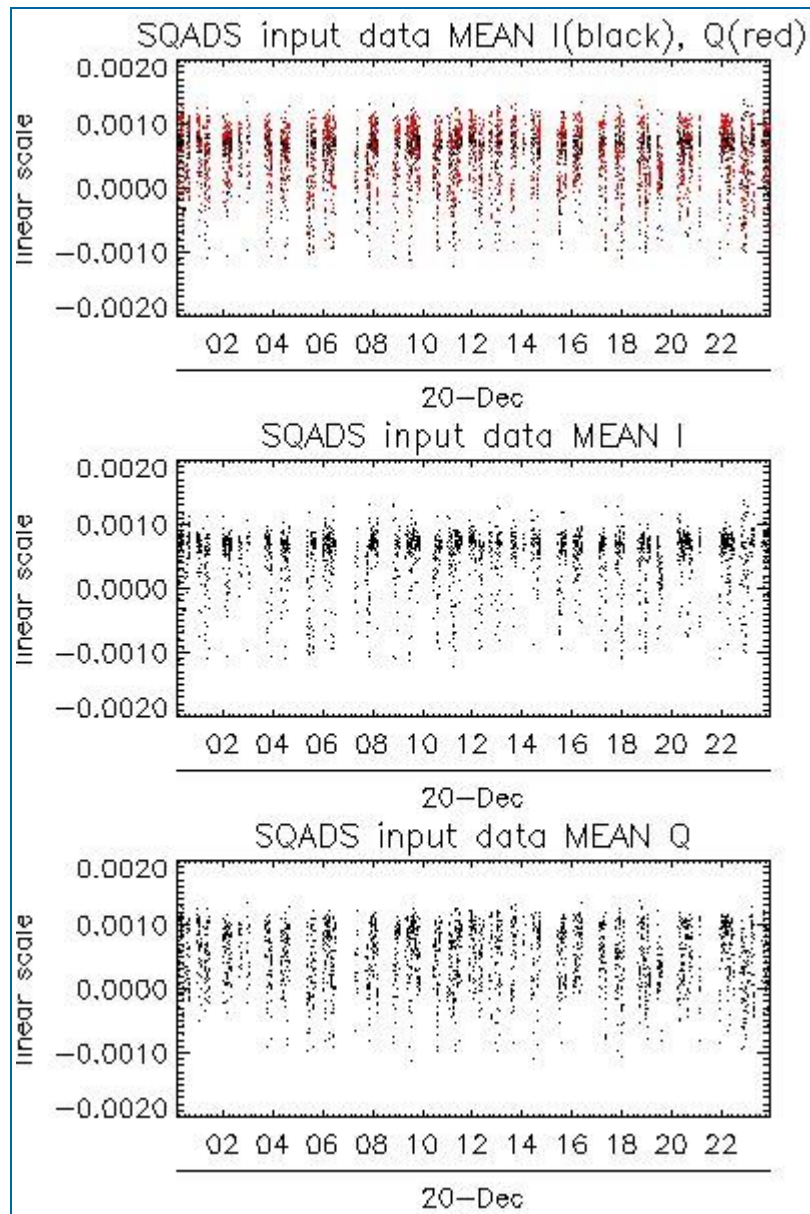 SQADS input data MEAN I(black), Q(red)
linear scale
0.0020
0.0010
0.0000
−0.0010
−0.0020
02 04 06 08 10 12 14 16 18 20 22
20−Dec
SQADS input data MEAN I
linear scale
0.0020
0.0010
0.0000
−0.0010
−0.0020
02 04 06 08 10 12 14 16 18 20 22
20−Dec
SQADS input data MEAN Q
linear scale
0.0020
0.0010
0.0000
−0.0010
−0.0020
02 04 06 08 10 12 14 16 18 20 22
20−Dec